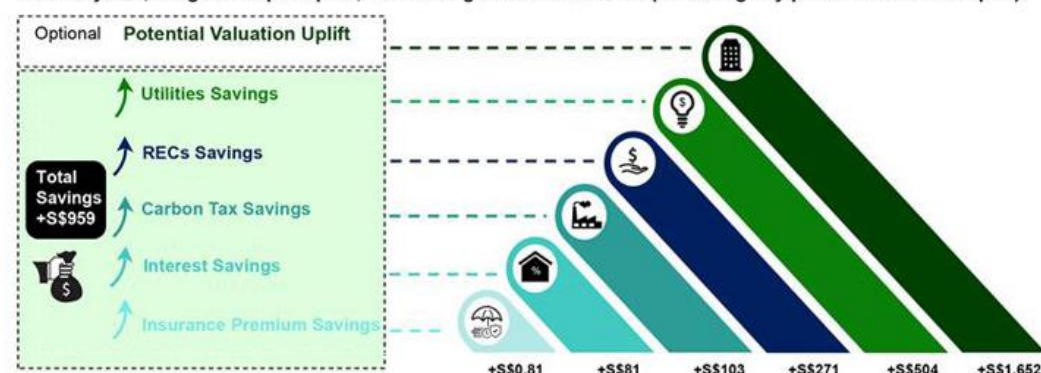 Optional Potential Valuation Uplift
Utilities Savings
RECs Savings
Total
Savings
+S$959
Carbon Tax Savings
Interest Savings
Insurance Premium Savings
+S$0.81 +S$81 +S$103 +S$271 +S$504 +S$1,652